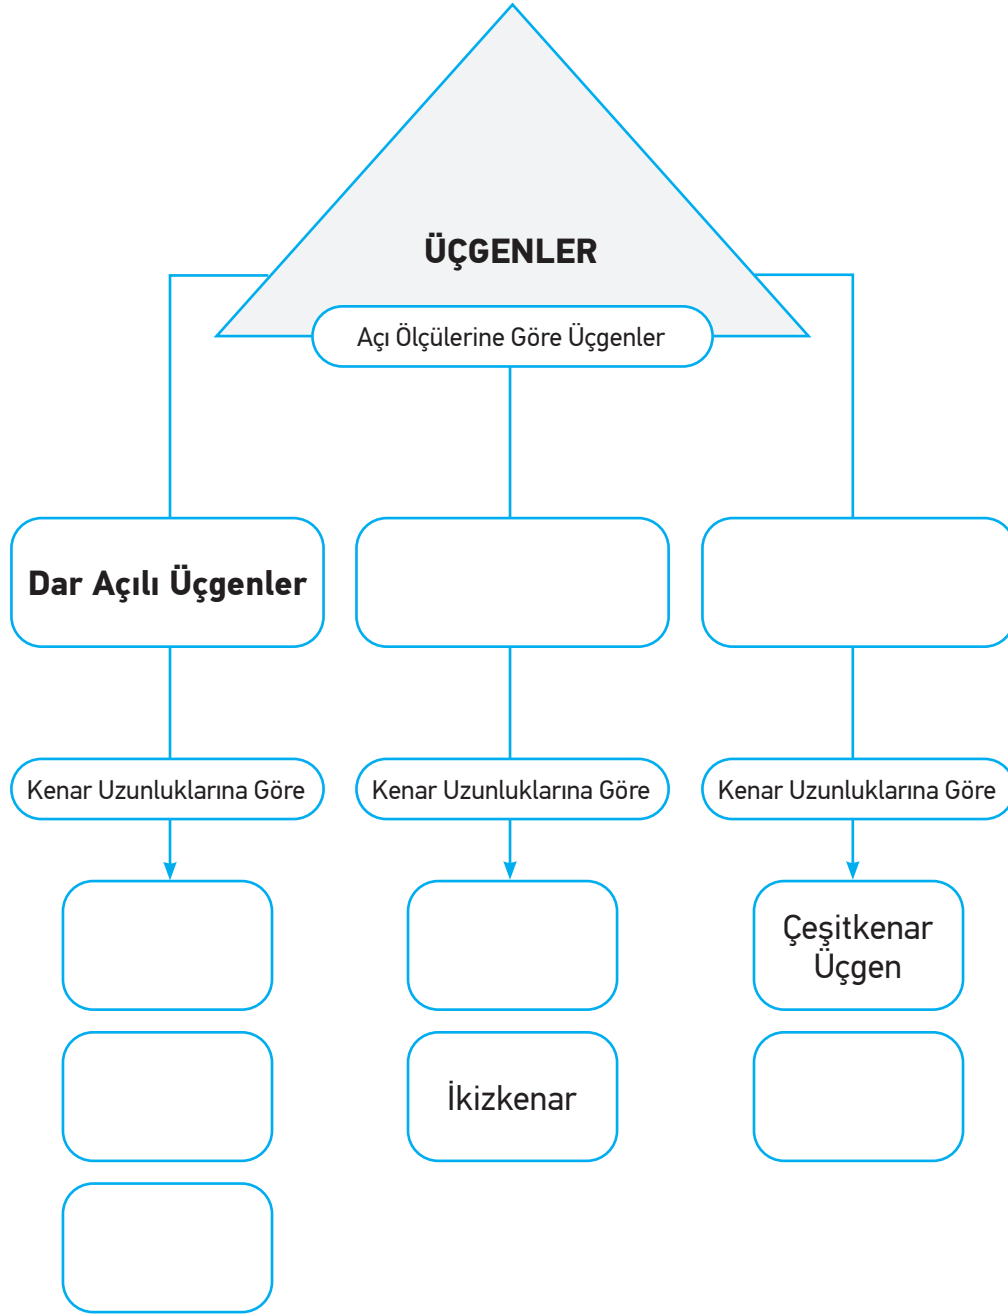 ÜÇGENLER
Açı Ölçülerine Göre Üçgenler
Dar Açılı Üçgenler
Kenar Uzunluklarına Göre
Kenar Uzunluklarına Göre
Kenar Uzunluklarına Göre
Çeşitkenar
Üçgen
İkizkenar